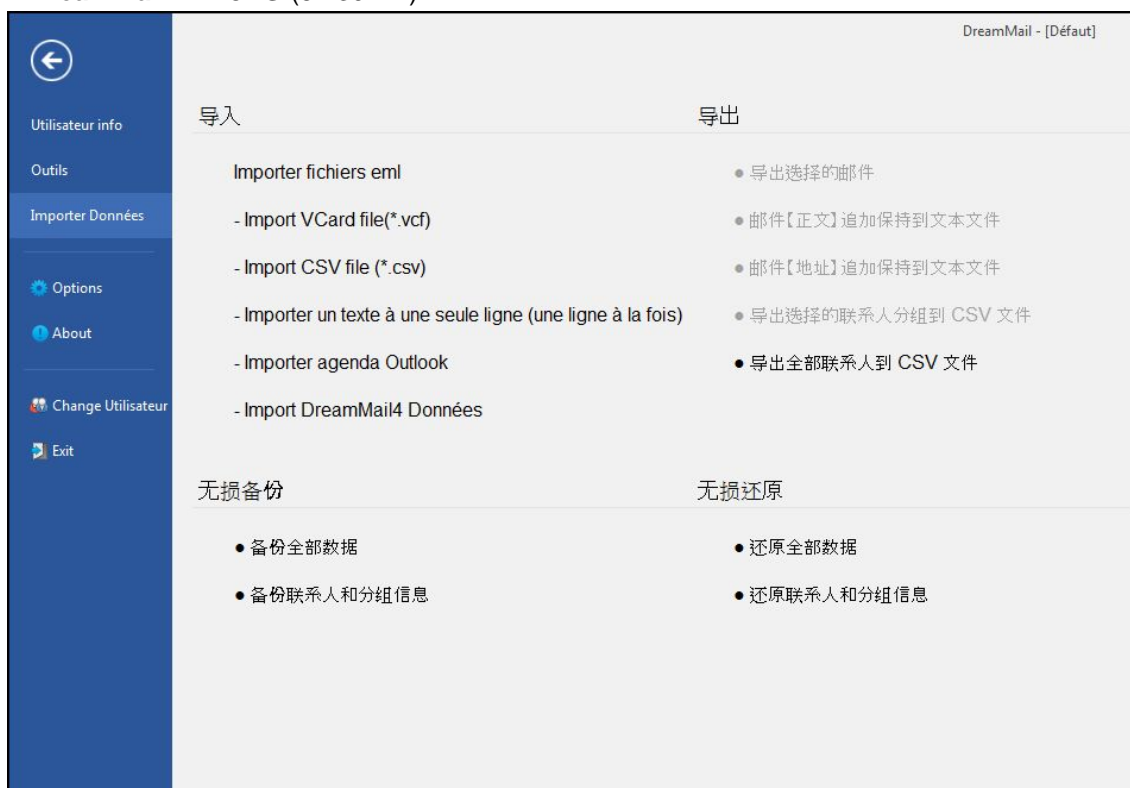 DreamMail - [Défaut]
Utilisateur info
Outils
Importer Données
Options
About
Change Utilisateur
Exit
导入
Importer fichiers eml
- Import VCard file(*.vcf)
- Import CSV file (*.csv)
- Importer un texte à une seule ligne (une ligne à la fois)
- Importer agenda Outlook
- Import DreamMail4 Données
导出
● 导出选择的邮件
● 邮件【正文】追加保持到文本文件
● 邮件【地址】追加保持到文本文件
● 导出选择的联系人分组到 CSV 文件
● 导出全部联系人到 CSV 文件
无损备份
● 备份全部数据
● 备份联系人和分组信息
无损还原
● 还原全部数据
● 还原联系人和分组信息